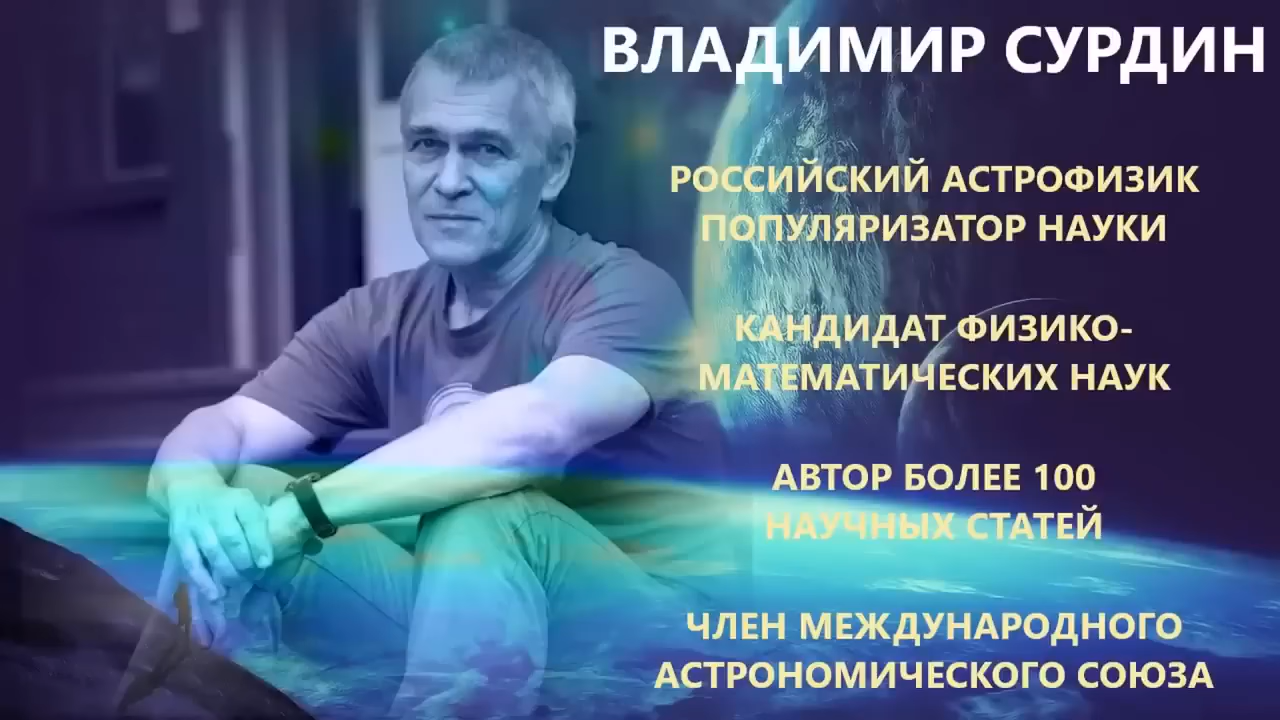 ВЛАДИМИР СУРДИН
РОССИЙСКИЙ АСТРОФИЗИК
ПОПУЛЯРИЗАТОР НАУКИ
КАНДИДАТ ФИЗИКО-
МАТЕМАТИЧЕСКИХ НАУК
АВТОР БОЛЕЕ 100
НАУЧНЫХ СТАТЕЙ
ЧЛЕН МЕЖДУНАРОДНОГО
АСТРОНОМИЧЕСКОГО СОЮЗА